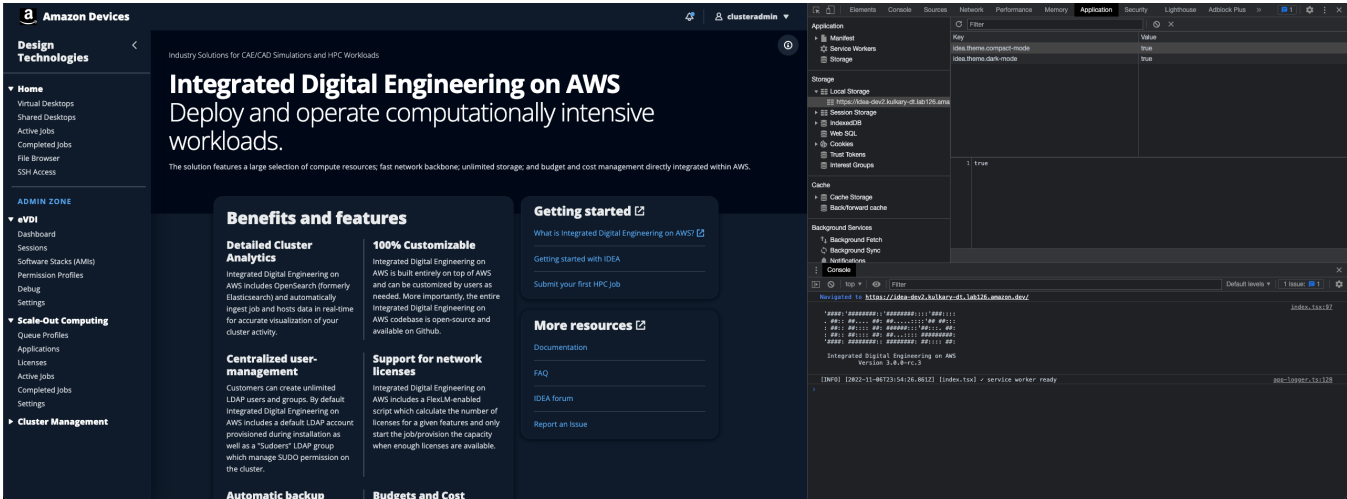 a Amazon Devices
clusteradmin
Design
Technologies
Home
Virtual Desktops
Shared Desktops
Active Jobs
Completed Jobs
File Browser
SSH Access
ADMIN ZONE
eVDI
Dashboard
Sessions
Software Stacks (AMIs)
Permission Profiles
Debug
Settings
Scale-Out Computing
Queue Profiles
Applications
Licenses
Active Jobs
Completed Jobs
Settings
Cluster Management
Industry Solutions for CAE/CAD Simulations and HPC Workloads
Integrated Digital Engineering on AWS
Deploy and operate computationally intensive
workloads.
The solution features a large selection of compute resources; fast network backbone; unlimited storage; and budget and cost management directly integrated within AWS.
Benefits and features
Detailed Cluster
Analytics
Integrated Digital Engineering on
AWS includes OpenSearch (formerly
Elasticsearch) and automatically
ingest job and hosts data in real-time
for accurate visualization of your
cluster activity.
100% Customizable
Integrated Digital Engineering on
AWS is built entirely on top of AWS
and can be customized by users as
needed. More importantly, the entire
Integrated Digital Engineering on
AWS codebase is open-source and
available on Github.
Centralized user-
management
Customers can create unlimited
LDAP users and groups. By default
Integrated Digital Engineering on
AWS includes a default LDAP account
provisioned during installation as
well as a "Sudoers" LDAP group
which manage SUDO permission on
the cluster.
Support for network
licenses
Integrated Digital Engineering on
AWS includes a FlexLM-enabled
script which calculate the number of
licenses for a given features and only
start the job/provision the capacity
when enough licenses are available.
Automatic backup
Budgets and Cost
Getting started
What is Integrated Digital Engineering on AWS?
Getting started with IDEA
Submit your first HPC Job
More resources
Documentation
FAQ
IDEA forum
Report an Issue
Elements Console Sources Network Performance Memory Application Security Lighthouse Adblock Plus » 1
Application
Manifest
Service Workers
Storage
Storage
Local Storage
https://idea-dev2.kulkary-dt.lab126.ama
Session Storage
IndexedDB
Web SQL
Cookies
Trust Tokens
Interest Groups
Cache
Cache Storage
Back/forward cache
Background Services
Background Fetch
Background Sync
Notifications
Filter
Key Value
idea.theme.compact-mode true
idea.theme.dark-mode true
1 true
Console
top Filter Default levels 1 Issue: 1
Navigated to https://idea-dev2.kulkary-dt.lab126.amazon.dev/
index.tsx:97
Integrated Digital Engineering on AWS
Version 3.0.0-rc.3
[INFO] [2022-11-06T23:54:26.861Z] [index.tsx] ✓ service worker ready app-logger.ts:128